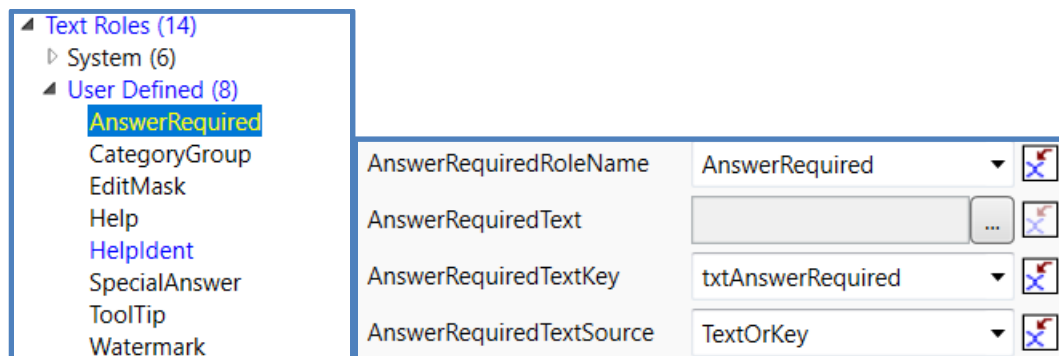 Text Roles (14)
System (6)
User Defined (8)
AnswerRequired
CategoryGroup
EditMask
Help
HelpIdent
SpecialAnswer
ToolTip
Watermark
AnswerRequiredRoleName AnswerRequired
AnswerRequiredText ...
AnswerRequiredTextKey txtAnswerRequired
AnswerRequiredTextSource TextOrKey